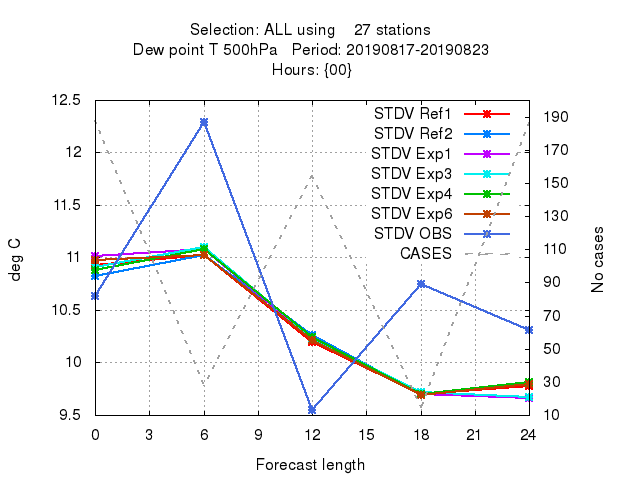 Selection: ALL using 27 stations
Dew point T 500hPa Period: 20190817-20190823
Hours: {00}
12.5
12
11.5
11
10.5
10
9.5
deg C
STDV Ref1
STDV Ref2
STDV Exp1
STDV Exp3
STDV Exp4
STDV Exp6
STDV OBS
CASES
190
170
150
130
110
90
70
50
30
10
No cases
0 3 6 9 12 15 18 21 24
Forecast length